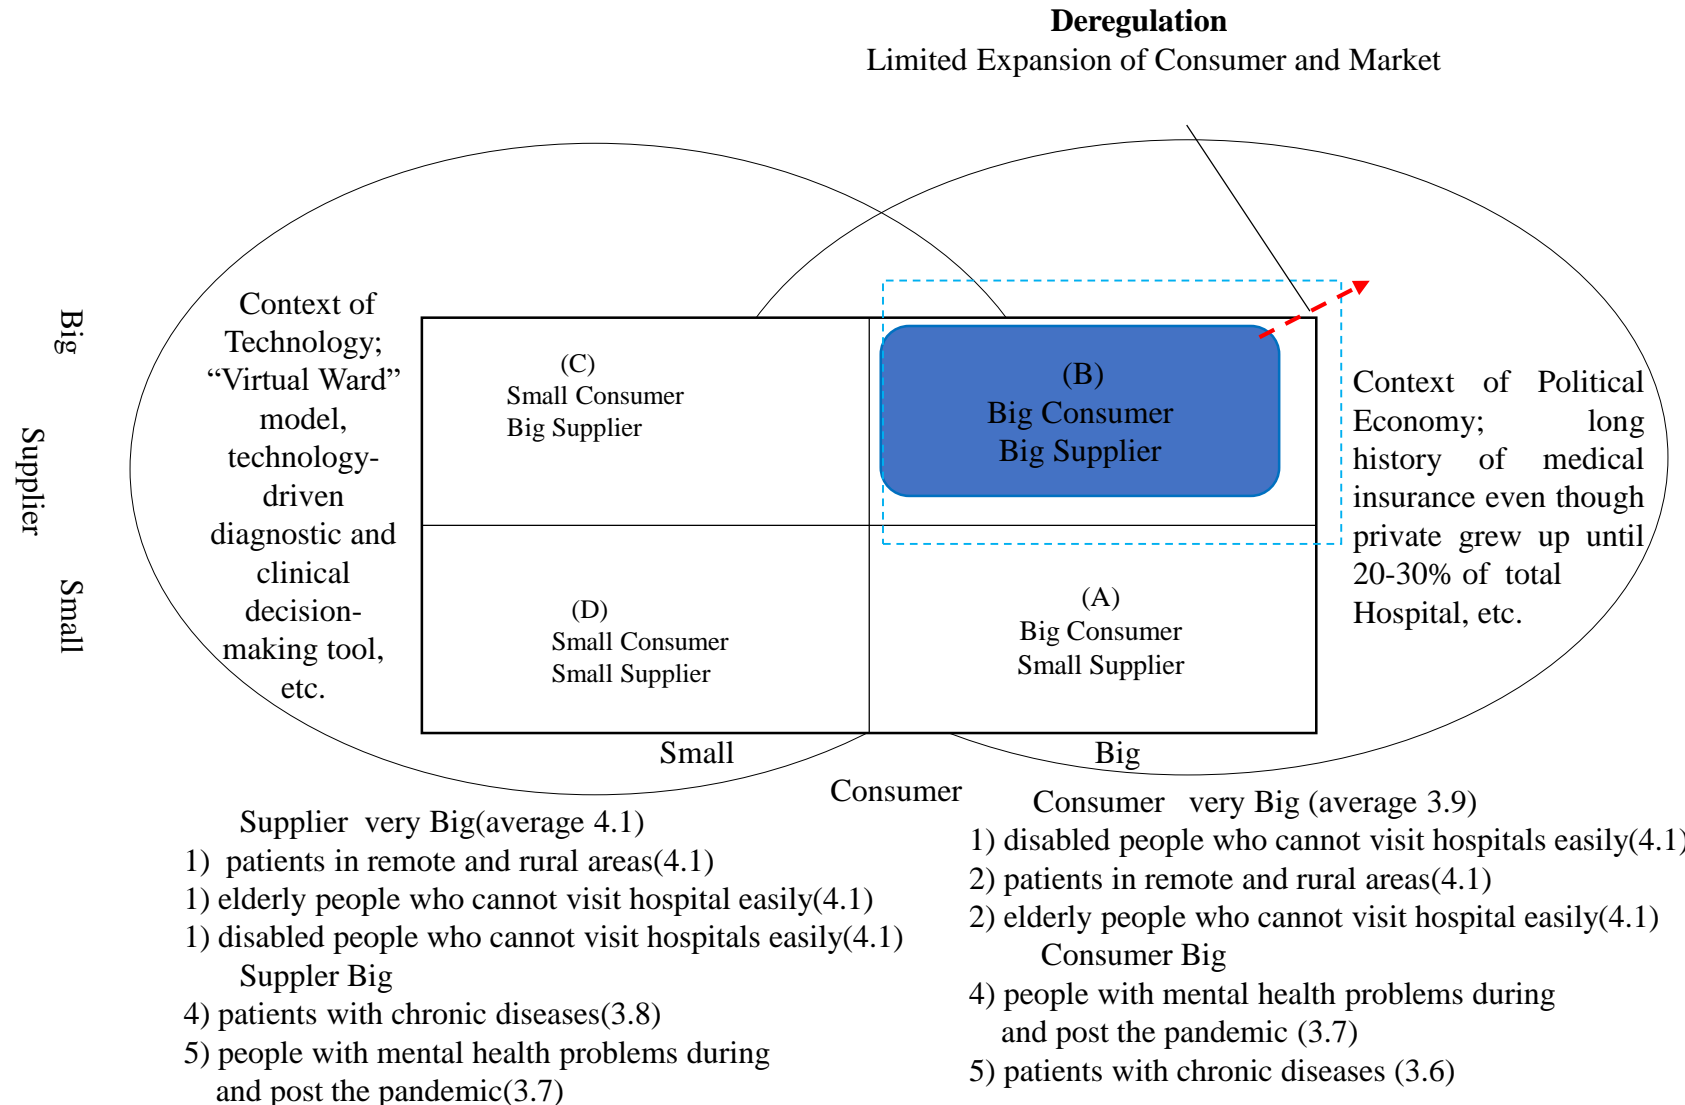 Deregulation
Limited Expansion of Consumer and Market
Big
Supplier
Small
Context of
Technology;
“Virtual Ward”
model,
technology-
driven
diagnostic and
clinical
decision-
making tool,
etc.
(C)
Small Consumer
Big Supplier
(B)
Big Consumer
Big Supplier
(D)
Small Consumer
Small Supplier
(A)
Big Consumer
Small Supplier
Context of Political
Economy; long
history of medical
insurance even though
private grew up until
20-30% of total
Hospital, etc.
Small
Big
Consumer
Supplier very Big(average 4.1)
1) patients in remote and rural areas(4.1)
1) elderly people who cannot visit hospital easily(4.1)
1) disabled people who cannot visit hospitals easily(4.1)
Suppler Big
4) patients with chronic diseases(3.8)
5) people with mental health problems during
and post the pandemic(3.7)
Consumer very Big (average 3.9)
1) disabled people who cannot visit hospitals easily(4.1)
2) patients in remote and rural areas(4.1)
2) elderly people who cannot visit hospital easily(4.1)
Consumer Big
4) people with mental health problems during
and post the pandemic (3.7)
5) patients with chronic diseases (3.6)